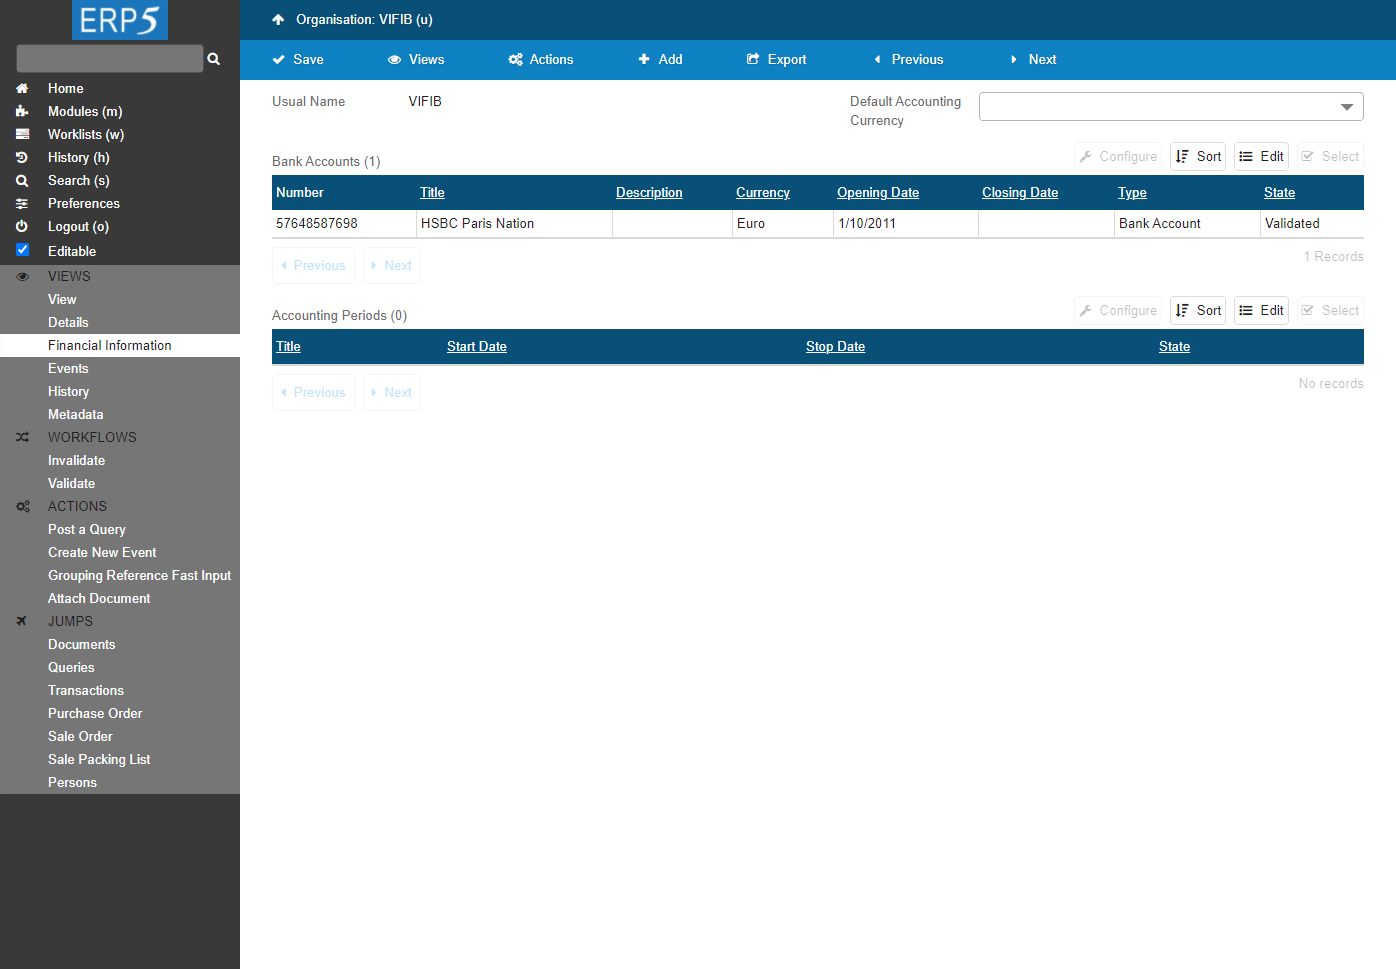 ERP5
Home
Modules (m)
Worklists (w)
History (h)
Search (s)
Preferences
Logout (o)
Editable
VIEWS
View
Details
Financial Information
Events
History
Metadata
WORKFLOWS
Invalidate
Validate
ACTIONS
Post a Query
Create New Event
Grouping Reference Fast Input
Attach Document
JUMPS
Documents
Queries
Transactions
Purchase Order
Sale Order
Sale Packing List
Persons
Organisation: VIFIB (u)
Save Views Actions Add Export Previous Next
Usual Name VIFIB Default Accounting
Currency
Bank Accounts (1) Configure Sort Edit Select
Number Title Description Currency Opening Date Closing Date Type State
57648587698 HSBC Paris Nation Euro 1/10/2011 Bank Account Validated
Previous Next 1 Records
Accounting Periods (0) Configure Sort Edit Select
Title Start Date Stop Date State
Previous Next No records